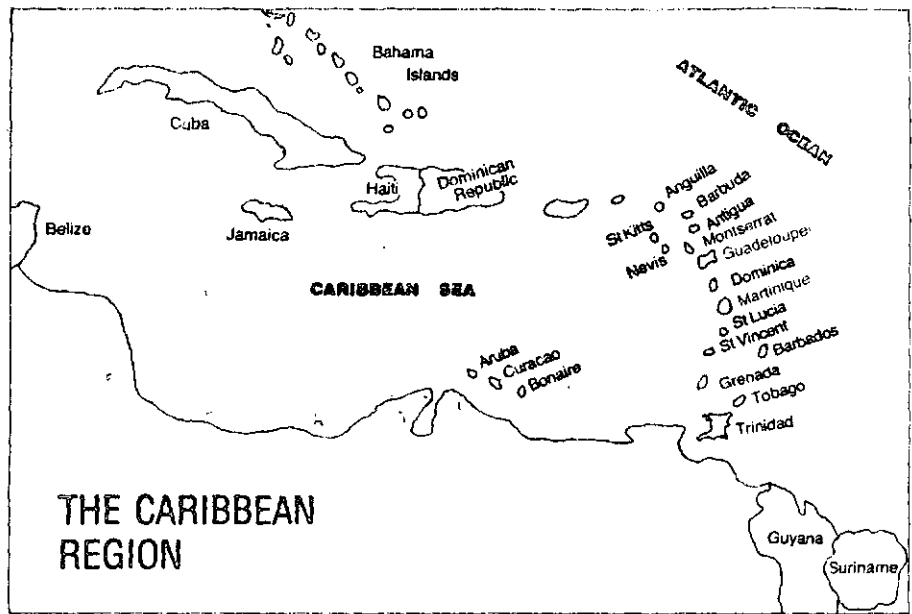 Bahama
Islands
ATLANTIC OCEAN
Cuba
Haiti
Dominican
Republic
Anguilla
Barbuda
Antigua
St Kitts
Montserrat
Nevis
Guadeloupe
Belize
Jamaica
Dominica
CARIBBEAN SEA
Martinique
St Lucia
St Vincent
Barbados
Aruba
Curacao
Bonaire
Grenada
Tobago
Trinidad
THE CARIBBEAN
REGION
Guyana
Suriname